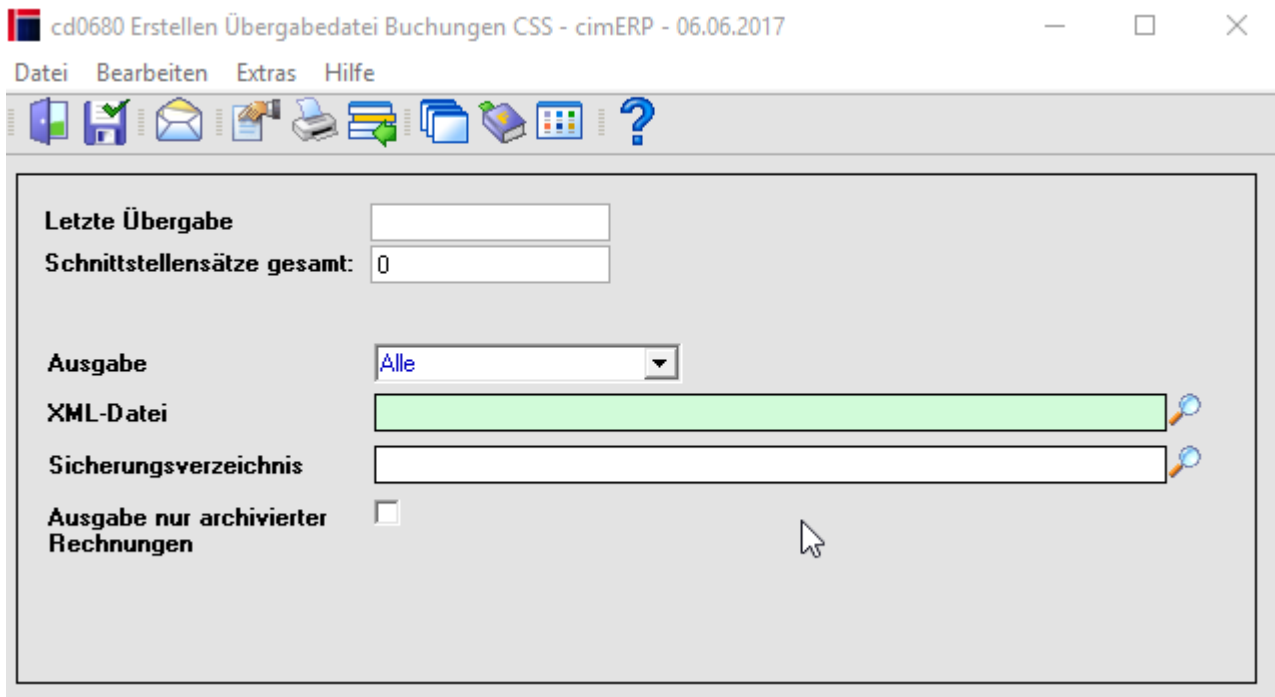 cd0680 Erstellen Übergabedatei Buchungen CSS - cimERP - 06.06.2017
Datei Bearbeiten Extras Hilfe
Letzte Übergabe
Schnittstellensätze gesamt: 0
Ausgabe Alle
XML-Datei
Sicherungsverzeichnis
Ausgabe nur archivierter
Rechnungen